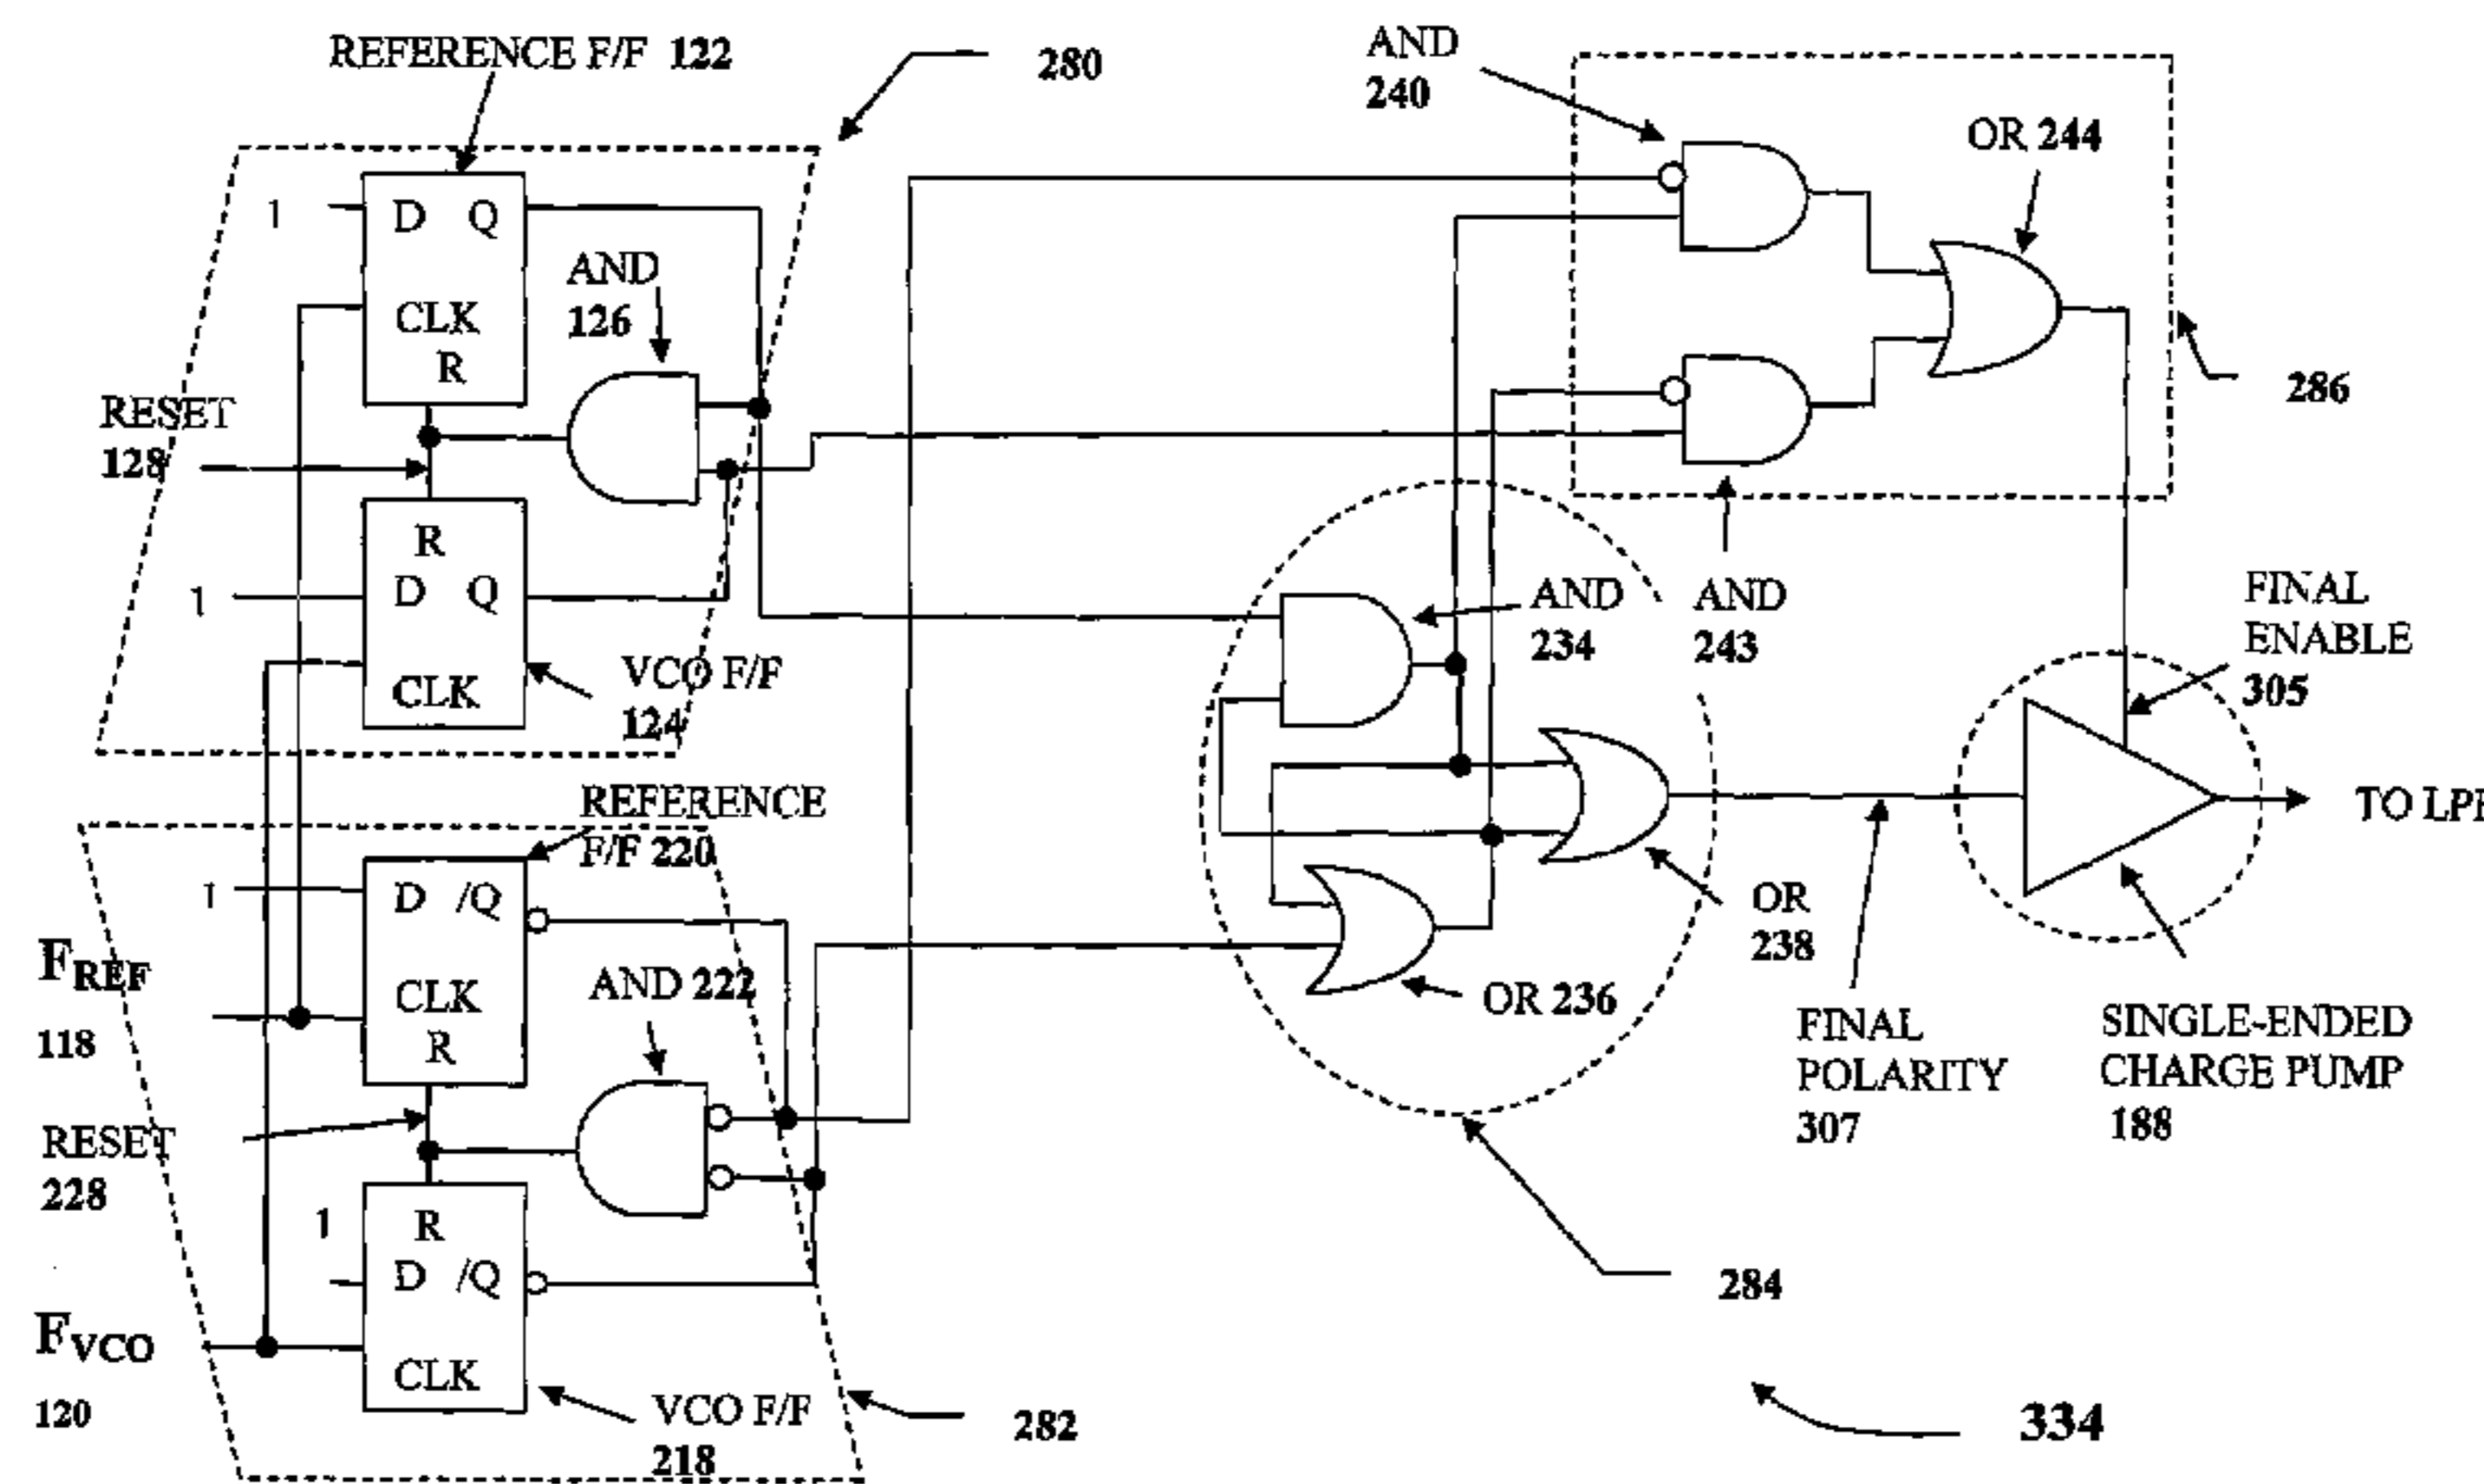 REFERENCE F/F 122
280
AND
240
OR 244
1
D Q
CLK
R
AND
126
286
RESET
128
R
1
D Q
CLK
VCO F/F
124
AND
234
AND
243
FINAL
ENABLE
305
TO LPF
REFERENCE
F/F 220
1
D /Q
CLK
R
FREF
118
AND 222
OR
238
OR 236
FINAL
POLARITY
307
SINGLE-ENDED
CHARGE PUMP
188
RESET
228
1
R
D /Q
CLK
FVCO
120
VCO F/F
218
282
284
334